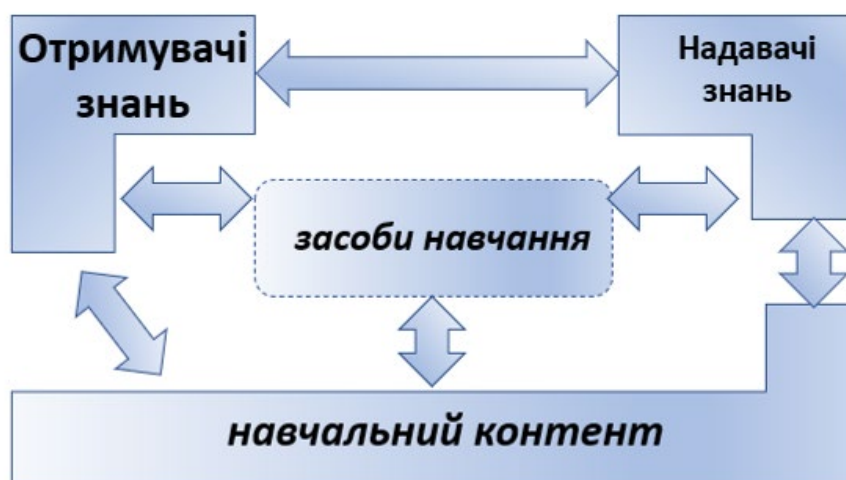 Отримувачі
знань
Надавачі
знань
засоби навчання
навчальний контент